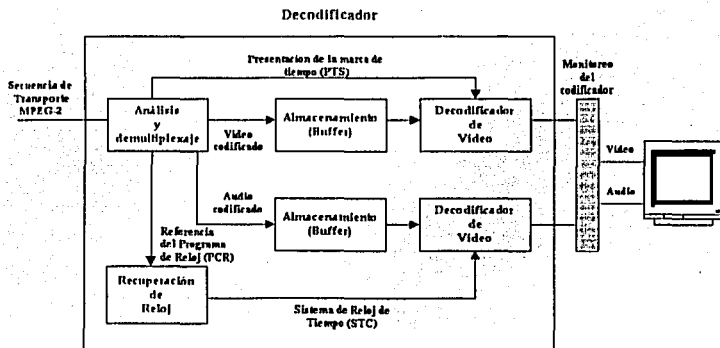 Decodificador
Presentacion de la marca de
tiempo (PTS)
Monitoreo
del
codificador
Secuencia de
Transporte
MPEG-2
Análisis
y
demultiplexaje
Video
codificado
Almacenamiento
(Buffer)
Decodificador
de
Video
Video
Audio
Audio
codificado
Almacenamiento
(Buffer)
Decodificador
de
Video
Referencia
del Programa
de Reloj (PCR)
Recuperación
de
Reloj
Sistema de Reloj de
Tiempo (STC)